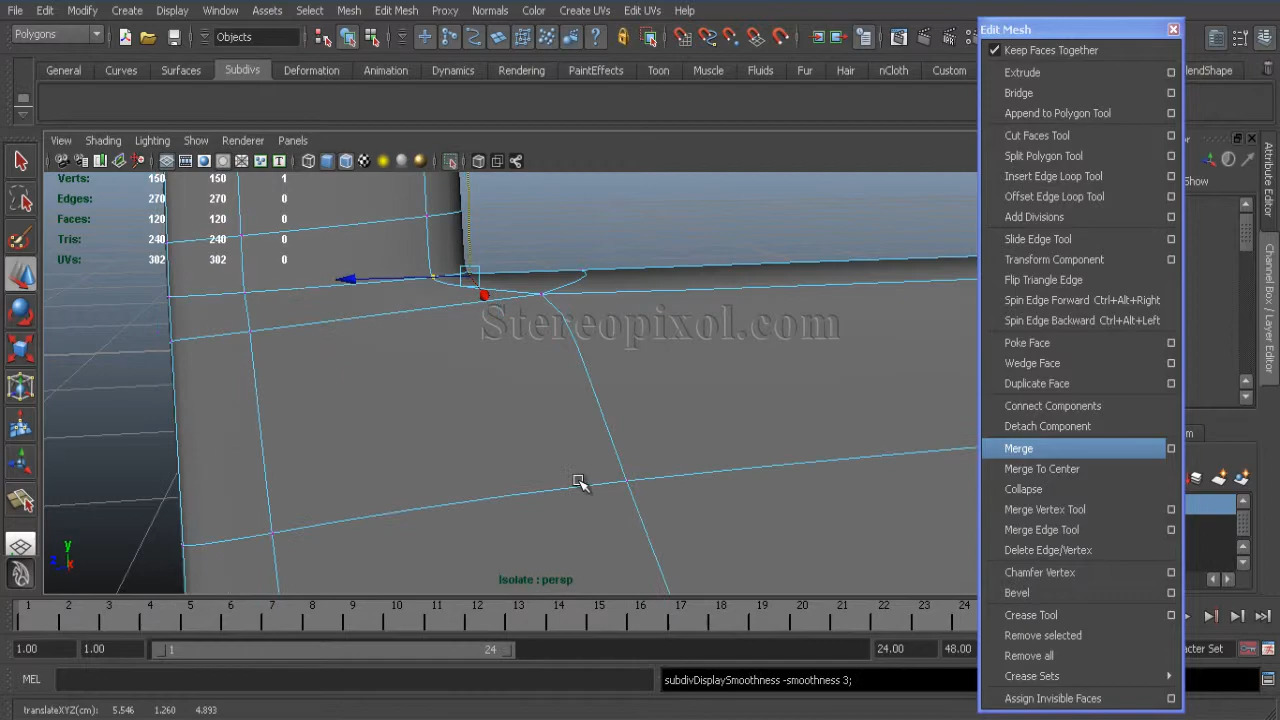 File Edit Modify Create Display Window Assets Select Mesh Edit Mesh Proxy Normals Color Create UVs Edit UVs Help
Edit Mesh
Polygons
Objects
Keep Faces Together
General Curves Surfaces Subdivs Deformation Animation Dynamics Rendering PaintEffects Toon Muscle Fluids Fur Hair nCloth Custom
lendShape
Extrude
Bridge
Append to Polygon Tool
Cut Faces Tool
Split Polygon Tool
Insert Edge Loop Tool
Offset Edge Loop Tool
Add Divisions
Slide Edge Tool
Transform Component
Flip Triangle Edge
Spin Edge Forward Ctrl+Alt+Right
Spin Edge Backward Ctrl+Alt+Left
Poke Face
Wedge Face
Duplicate Face
Connect Components
Detach Component
Merge
Merge To Center
Collapse
Merge Vertex Tool
Merge Edge Tool
Delete Edge/Vertex
Chamfer Vertex
Bevel
Crease Tool
Remove selected
Remove all
Crease Sets
Assign Invisible Faces
View Shading Lighting Show Renderer Panels
Verts: 150 150 1
Edges: 270 270 0
Faces: 120 120 0
Tris: 240 240 0
UVs: 302 302 0
Stereopixol.com
Show
Attribute Editor
Channel Box / Layer Editor
m
y
z
x
Isolate : persp
1 2 3 4 5 6 7 8 9 10 11 12 13 14 15 16 17 18 19 20 21 22 23 24
1.00 1.00 1 24 24.00 48.00
racter Set
MEL
subdivDisplaySmoothness -smoothness 3;
translateXYZ(cm): 5.546 1.260 4.893